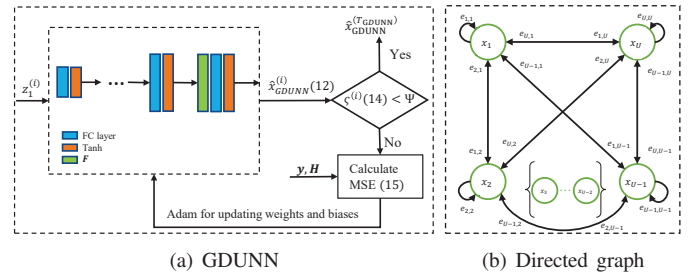 x̂_GDUNN^(T_GDUNN)
Yes
z_1^(i)
...
x̂_GDUNN^(i)(12)
ς^(i)(14) < Ψ
FC layer
Tanh
F
No
y, H
Calculate
MSE (15)
Adam for updating weights and biases
(a) GDUNN
e_1,1
x_1
e_U,1
e_1,U
x_U
e_U,U
e_2,1
e_U−1,1
e_2,U
e_U−1,U
e_1,2
e_U,2
e_1,U−1
e_U,U−1
x_2
x_3 ... x_U−2
x_U−1
e_2,2
e_U−1,2
e_2,U−1
e_U−1,U−1
(b) Directed graph